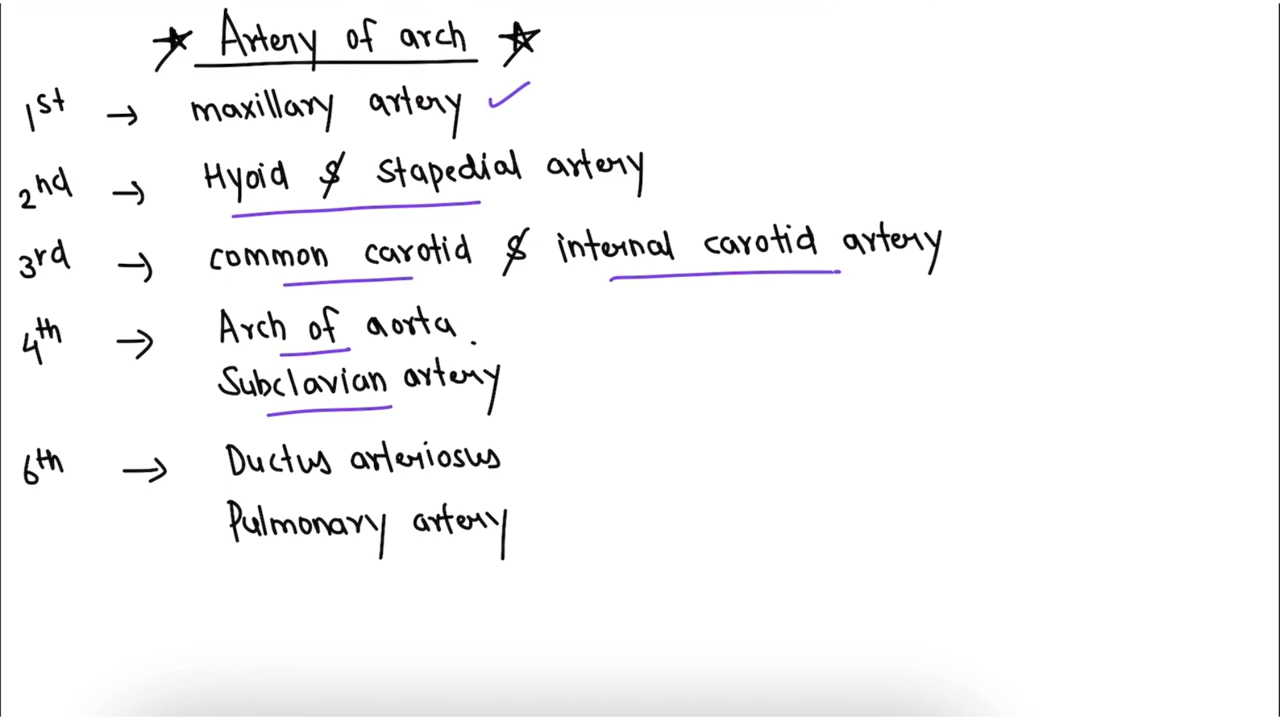 ★ Artery of arch ★
1st → maxillary artery ✓
2nd → Hyoid & stapedial artery
3rd → common carotid & internal carotid artery
4th → Arch of aorta.
Subclavian artery
6th → Ductus arteriosus
Pulmonary artery